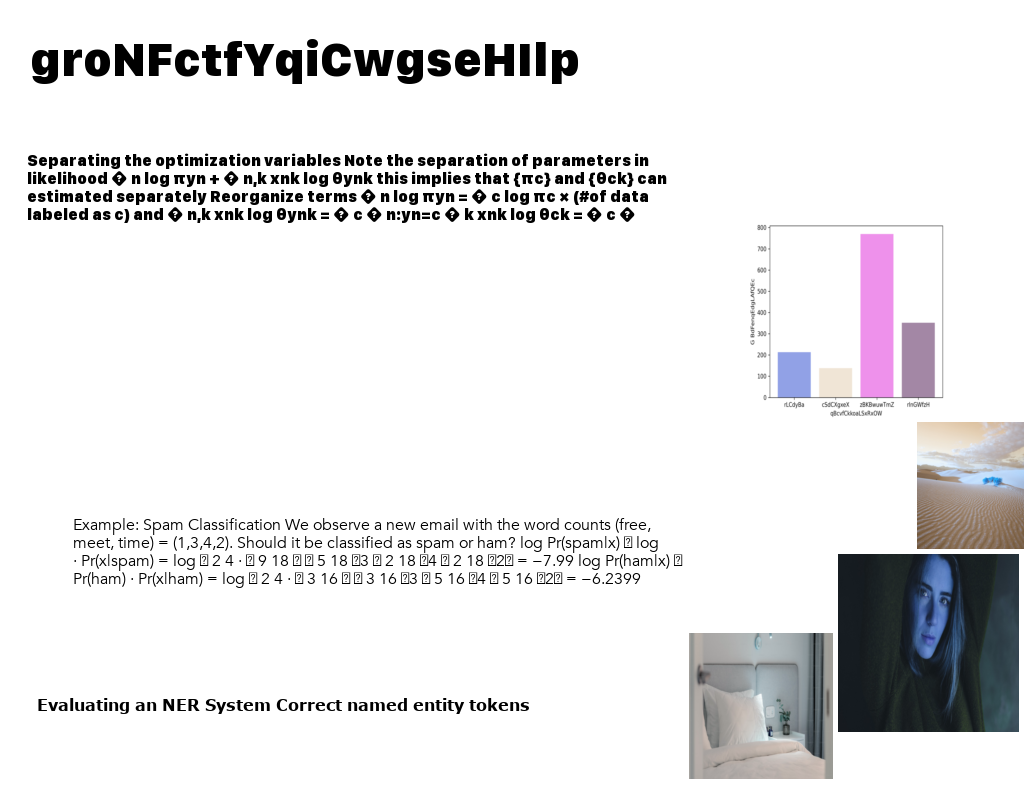 groNFctfYqiCwgseHIlp
Separating the optimization variables Note the separation of parameters in
likelihood � n log πyn + � n,k xnk log θynk this implies that {πc} and {θck} can
estimated separately Reorganize terms � n log πyn = � c log πc × (#of data
labeled as c) and � n,k xnk log θynk = � c � n:yn=c � k xnk log θck = � c �
800
700
600
500
400
300
200
100
0
rLCdyBa cSdCXgxeX zBKBwuwTmZ rInGWfzH
qBcvfCkkoaLSxRxOW
Example: Spam Classification We observe a new email with the word counts (free,
meet, time) = (1,3,4,2). Should it be classified as spam or ham? log Pr(spam|x) � log
· Pr(x|spam) = log � 2 4 · � 9 18 � � 5 18 �3 � 2 18 �4 � 2 18 �2� = −7.99 log Pr(ham|x) �
Pr(ham) · Pr(x|ham) = log � 2 4 · � 3 16 � � 3 16 �3 � 5 16 �4 � 5 16 �2� = −6.2399
Evaluating an NER System Correct named entity tokens